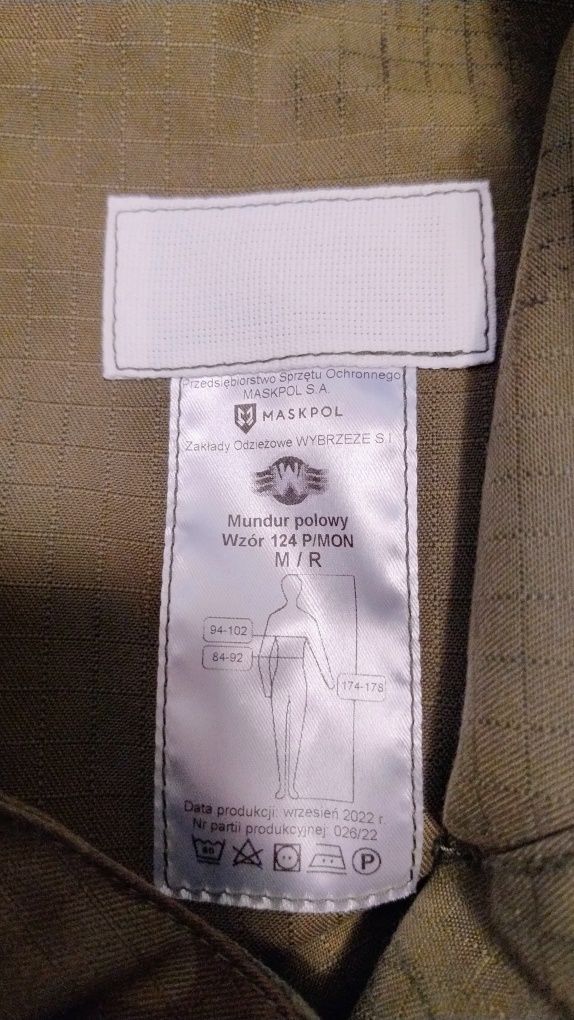 Przedsiębiorstwo Sprzętu Ochronnego
MASKPOL S.A.
MASKPOL
Zakłady Odzieżowe WYBRZEŻE S.
W
Mundur polowy
Wzór 124 P/MON
M / R
94-102
84-92
174-178
Data produkcji: wrzesień 2022 r.
Nr partii produkcyjnej: 026/22
P